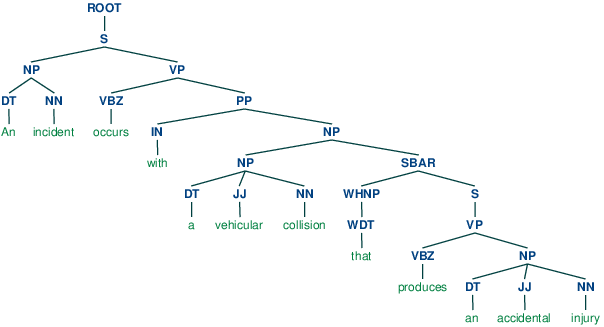 ROOT
S
NP VP
DT NN VBZ PP
An incident occurs IN NP
with NP SBAR
DT JJ NN WHNP S
a vehicular collision WDT VP
that VBZ NP
produces DT JJ NN
an accidental injury